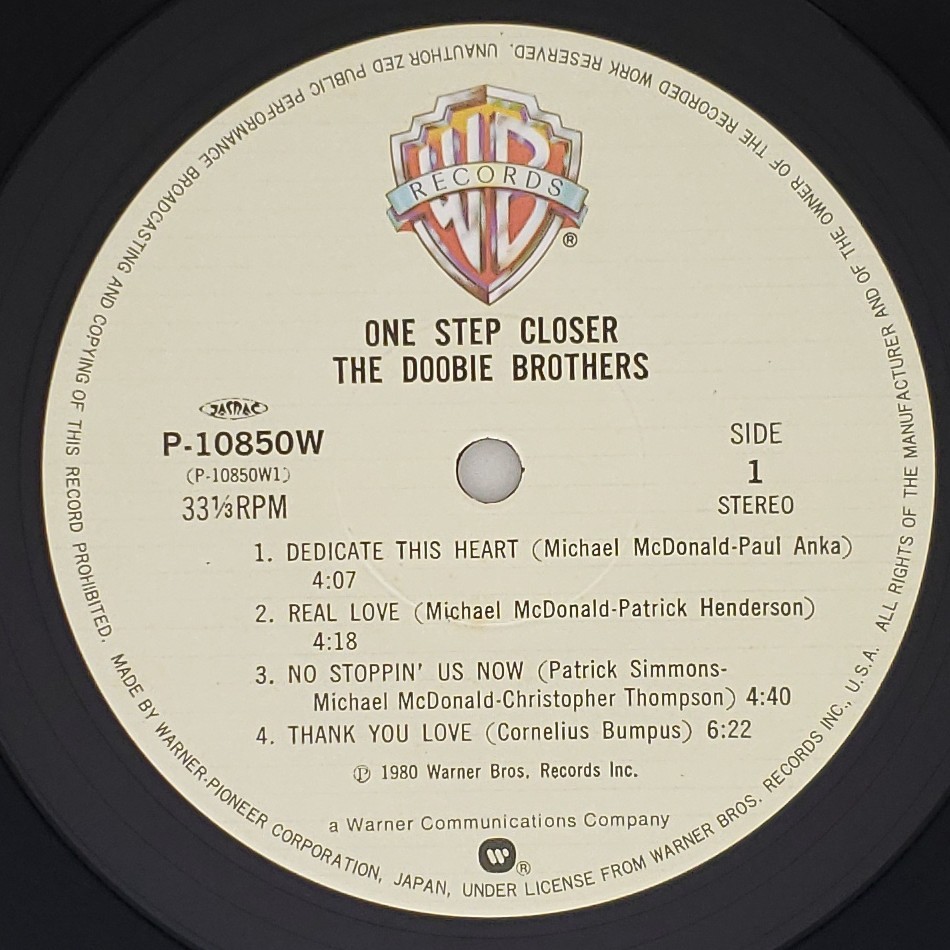 WB
RECORDS
®
ONE STEP CLOSER
THE DOOBIE BROTHERS
JASRAC
P-10850W
(P-10850W1)
33⅓RPM
SIDE
1
STEREO
1. DEDICATE THIS HEART (Michael McDonald-Paul Anka)
4:07
2. REAL LOVE (Michael McDonald-Patrick Henderson)
4:18
3. NO STOPPIN' US NOW (Patrick Simmons-
Michael McDonald-Christopher Thompson) 4:40
4. THANK YOU LOVE (Cornelius Bumpus) 6:22
℗ 1980 Warner Bros. Records Inc.
a Warner Communications Company
W ®
MADE BY WARNER-PIONEER CORPORATION, JAPAN, UNDER LICENSE FROM WARNER BROS. RECORDS INC., U.S.A. ALL RIGHTS OF THE MANUFACTURER AND OF THE OWNER OF THE RECORDED WORK RESERVED. UNAUTHOR ZED PUBLIC PERFORMANCE, BROADCASTING AND COPYING OF THIS RECORD PROHIBITED.